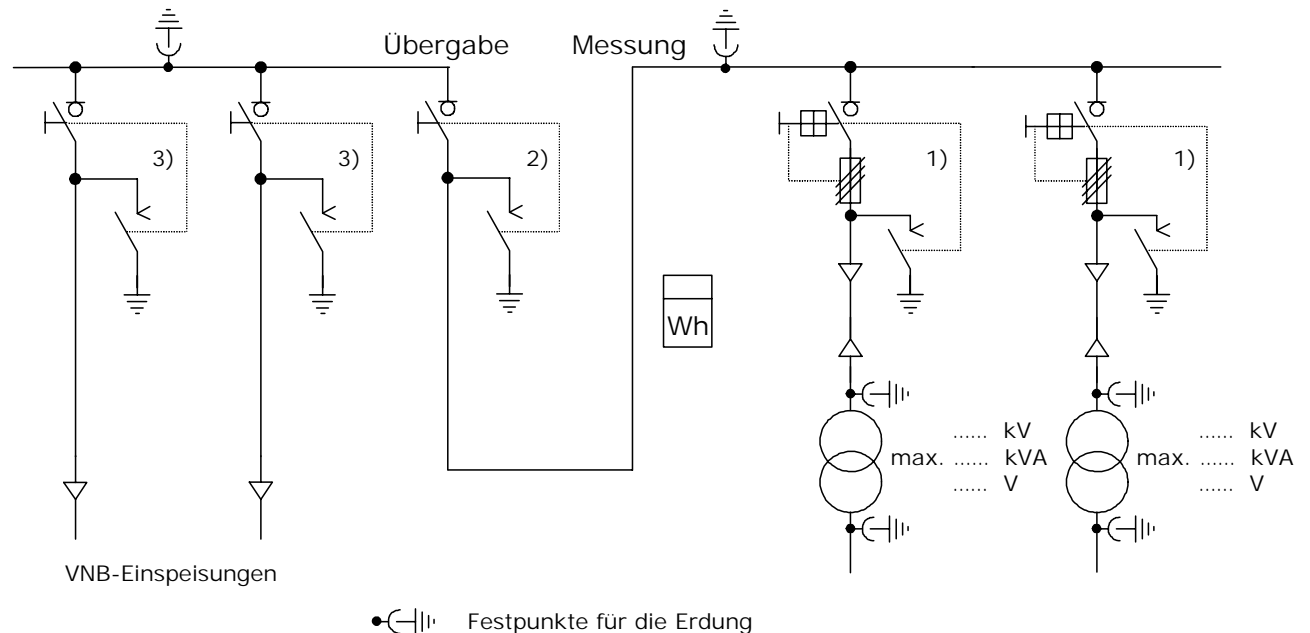 Übergabe
Messung
3)
3)
2)
1)
1)
Wh
...... kV
max. ...... kVA
...... V
...... kV
max. ...... kVA
...... V
VNB-Einspeisungen
Festpunkte für die Erdung